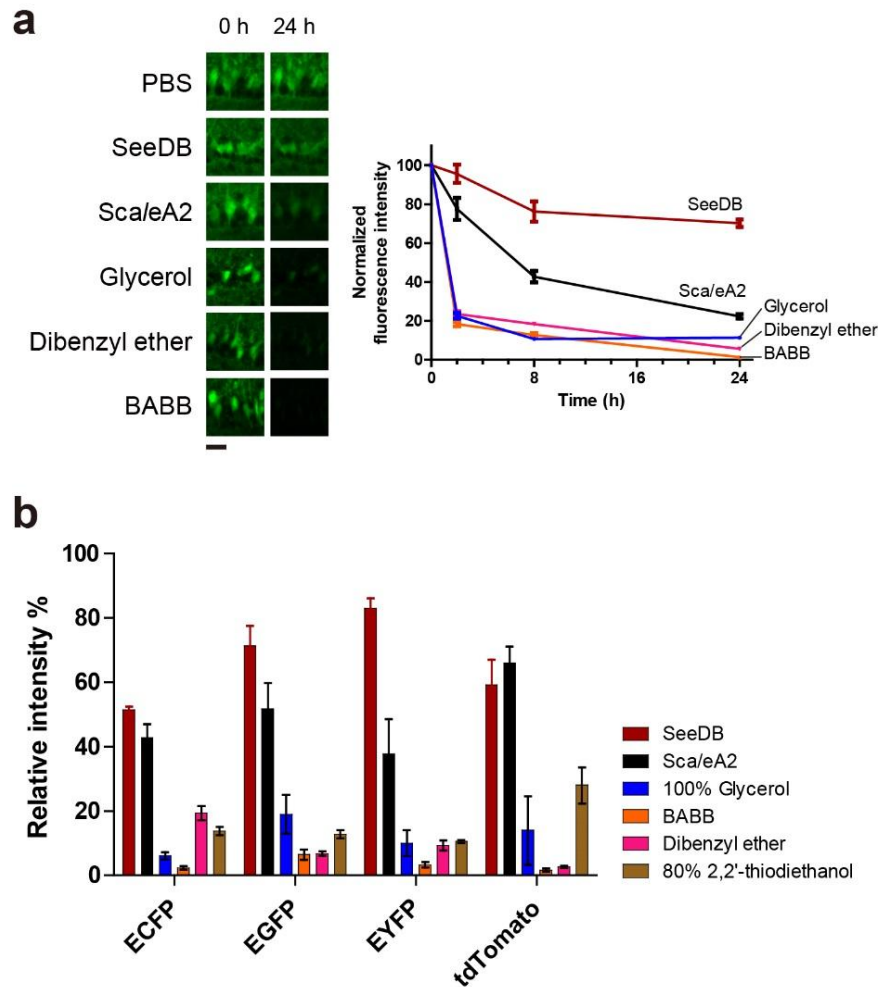 a
0 h 24 h
PBS
SeeDB
Sca/eA2
Glycerol
Dibenzyl ether
BABB
Normalized
fluorescence intensity
100
80
60
40
20
0
0 8 16 24
Time (h)
SeeDB
Sca/eA2
Glycerol
Dibenzyl ether
BABB
b
Relative intensity %
100
80
60
40
20
0
ECFP
EGFP
EYFP
tdTomato
SeeDB
Sca/eA2
100% Glycerol
BABB
Dibenzyl ether
80% 2,2'-thiodiethanol